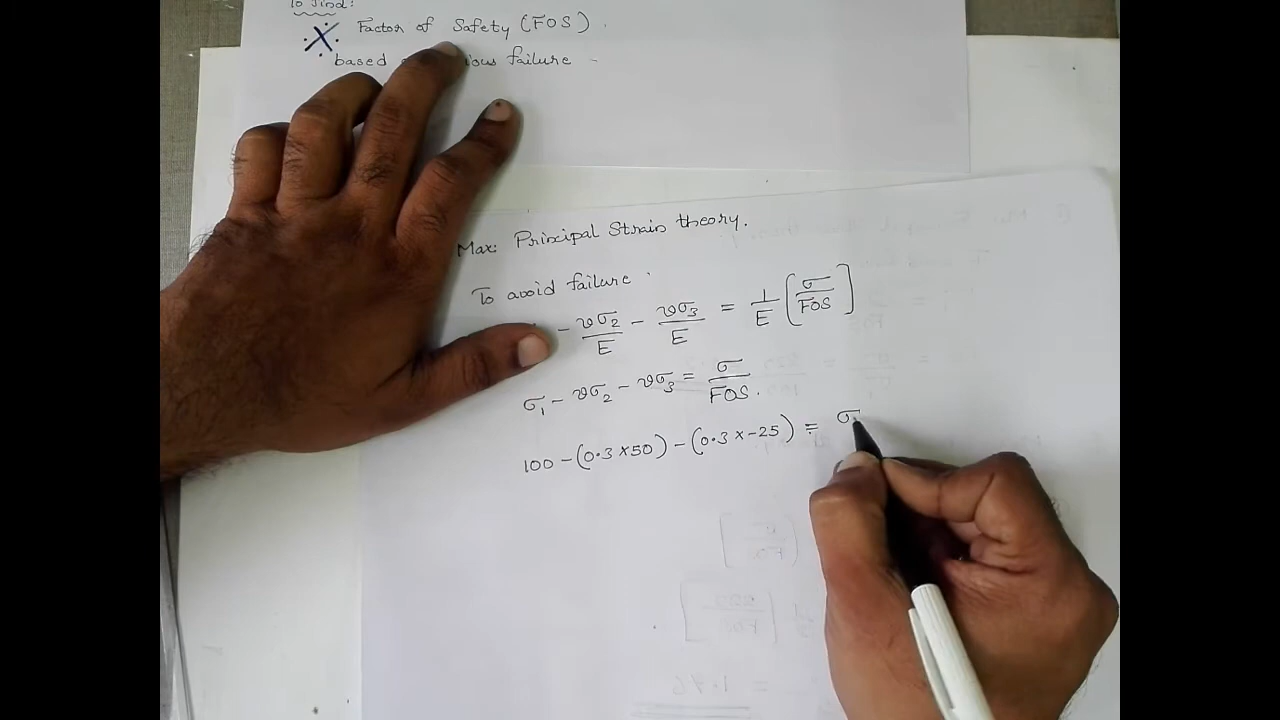 To find:
Factor of Safety (FOS).
based failure -
Max: Principal Strain theory.
To avoid failure.
- νσ₂/E - νσ₃/E = 1/E [σ/FOS]
σ₁ - νσ₂ - νσ₃ = σ/FOS.
100 - (0.3 × 50) - (0.3 × -25) = σ